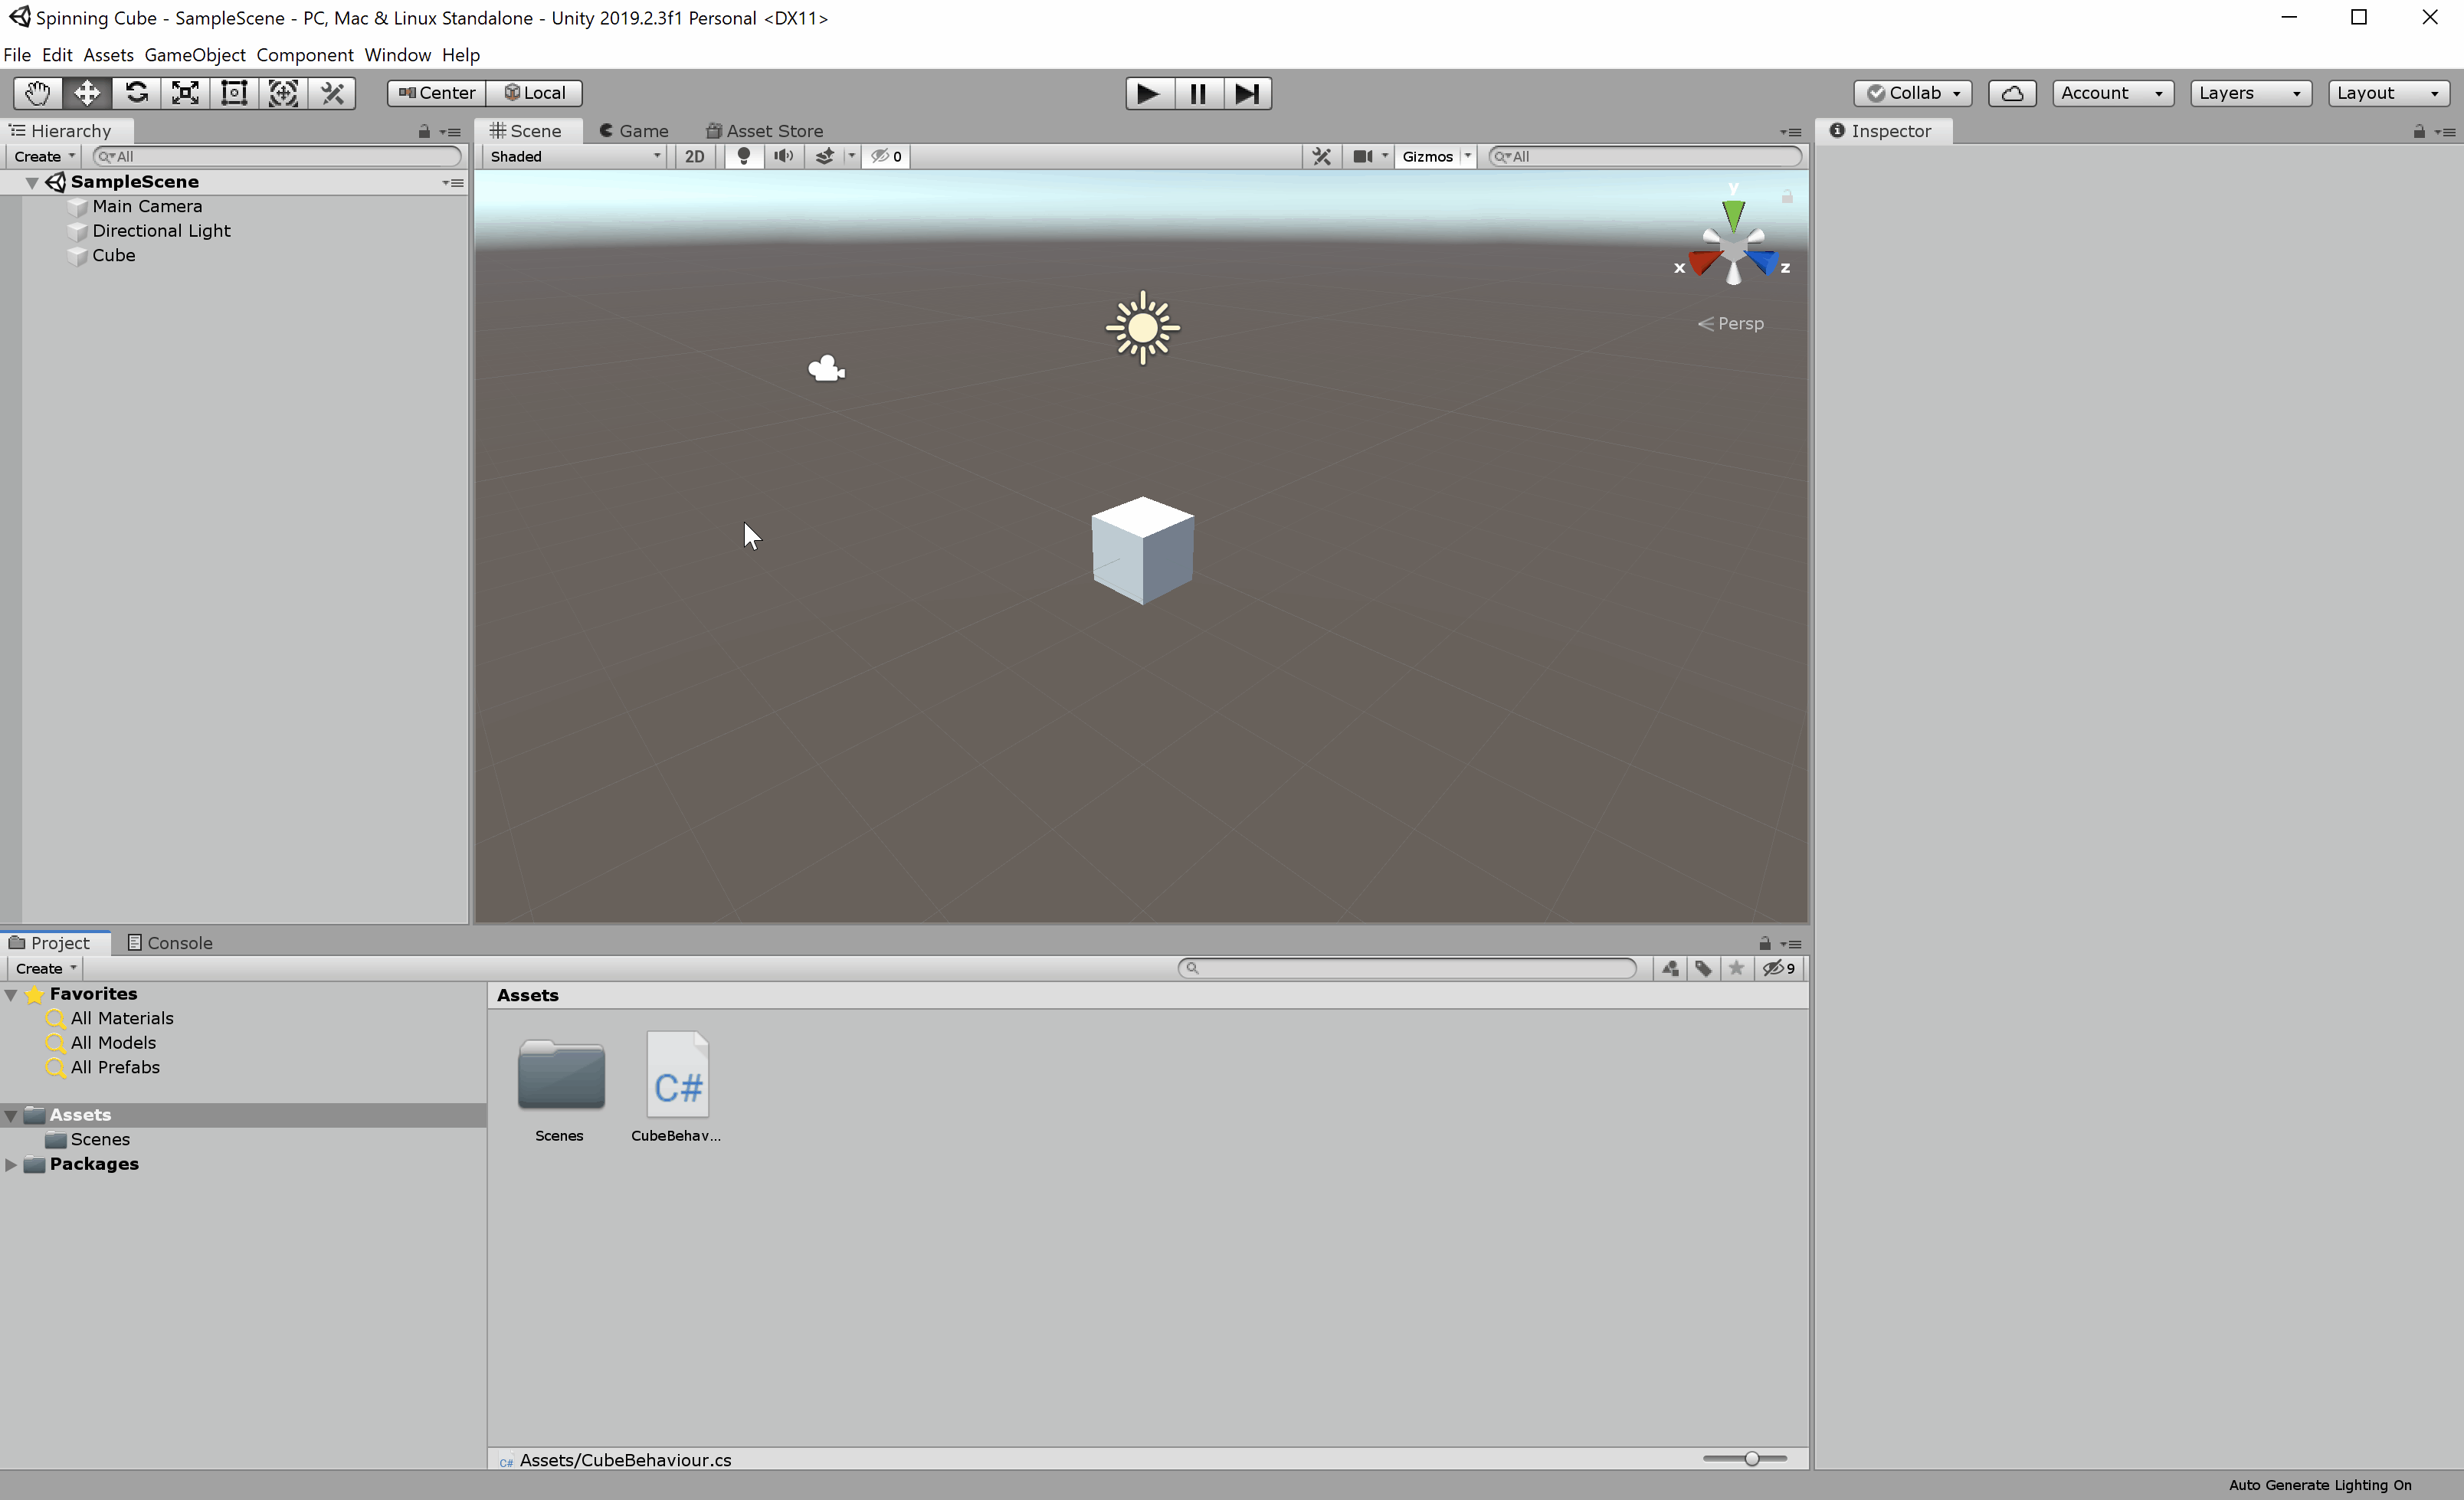 Spinning Cube - SampleScene - PC, Mac & Linux Standalone - Unity 2019.2.3f1 Personal <DX11>
File Edit Assets GameObject Component Window Help
Center Local Collab Account Layers Layout
Hierarchy
Create All
SampleScene
Main Camera
Directional Light
Cube
Scene Game Asset Store
Shaded 2D 0 Gizmos All
y
x z
Persp
Inspector
Project Console
Create 9
Favorites
All Materials
All Models
All Prefabs
Assets
Scenes
Packages
Assets
C#
Scenes CubeBehav...
C# Assets/CubeBehaviour.cs
Auto Generate Lighting On